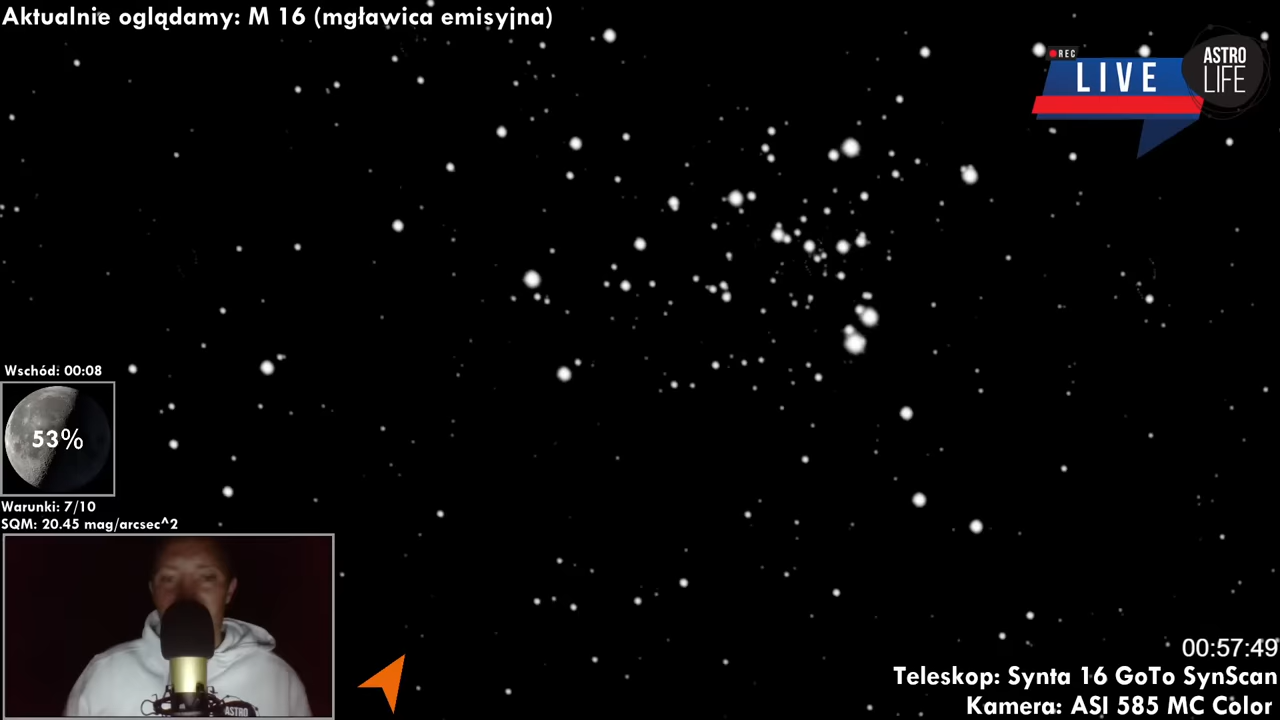 Aktualnie oglądamy: M 16 (mgławica emisyjna)
REC
LIVE
ASTRO
LIFE
Wschód: 00:08
53%
Warunki: 7/10
SQM: 20.45 mag/arcsec^2
ASTRO
00:57:49
Teleskop: Synta 16 GoTo SynScan
Kamera: ASI 585 MC Color